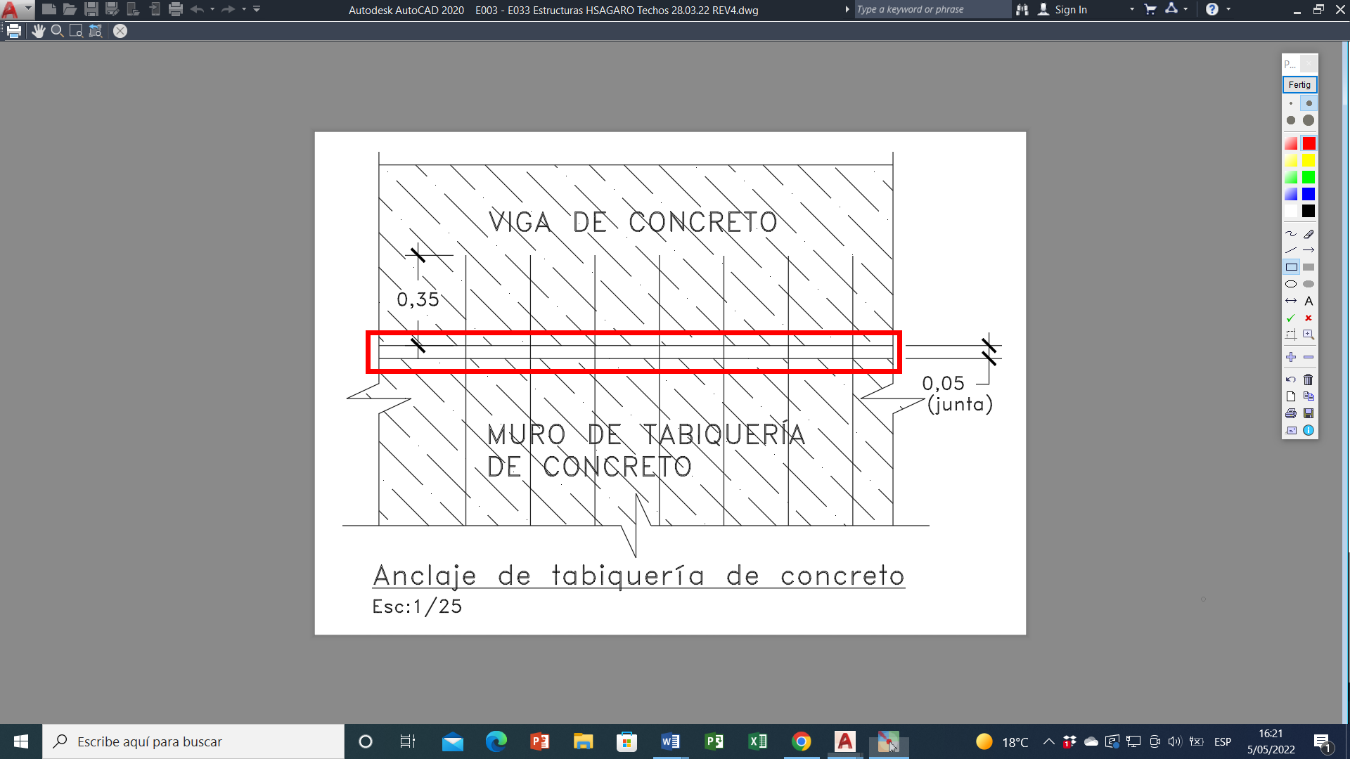 Autodesk AutoCAD 2020 E003 - E033 Estructuras HSAGARO Techos 28.03.22 REV4.dwg
Type a keyword or phrase
Sign In
P...
Fertig
VIGA DE CONCRETO
0,35
0,05
(junta)
MURO DE TABIQUERÍA
DE CONCRETO
Anclaje de tabiquería de concreto
Esc:1/25
Escribe aquí para buscar
18°C
ESP
16:21
5/05/2022
1